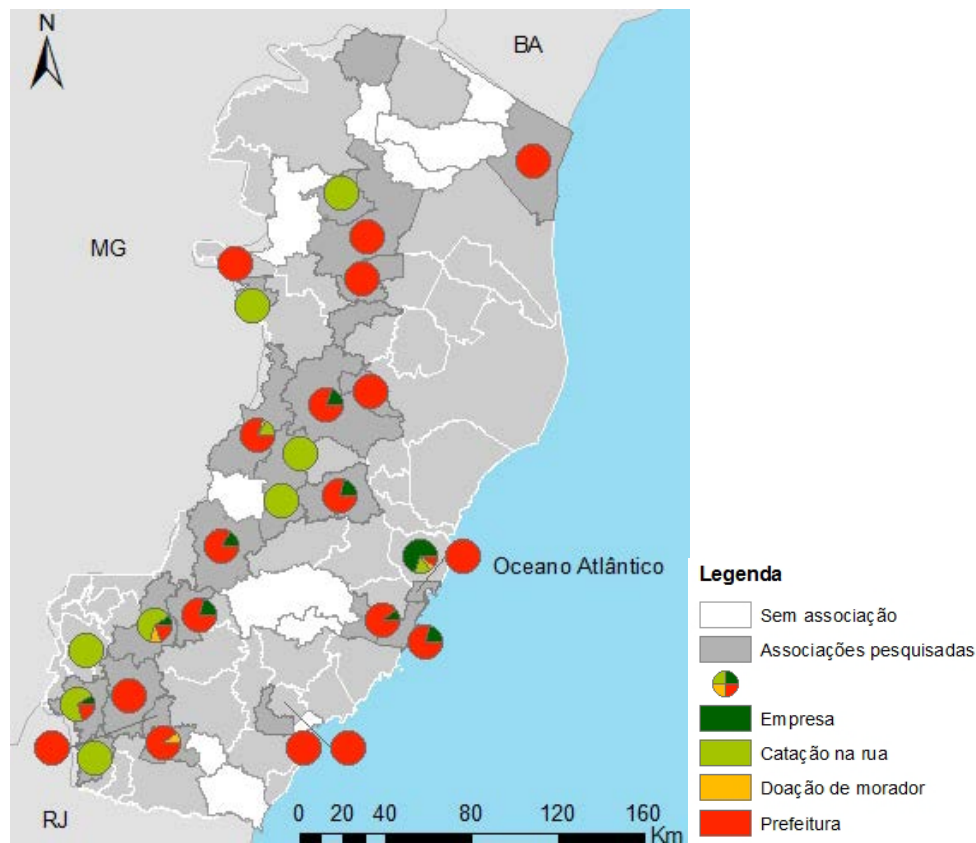 N
BA
MG
Oceano Atlântico
RJ
0 20 40 80 120 160
Km
Legenda
Sem associação
Associações pesquisadas
Empresa
Catação na rua
Doação de morador
Prefeitura